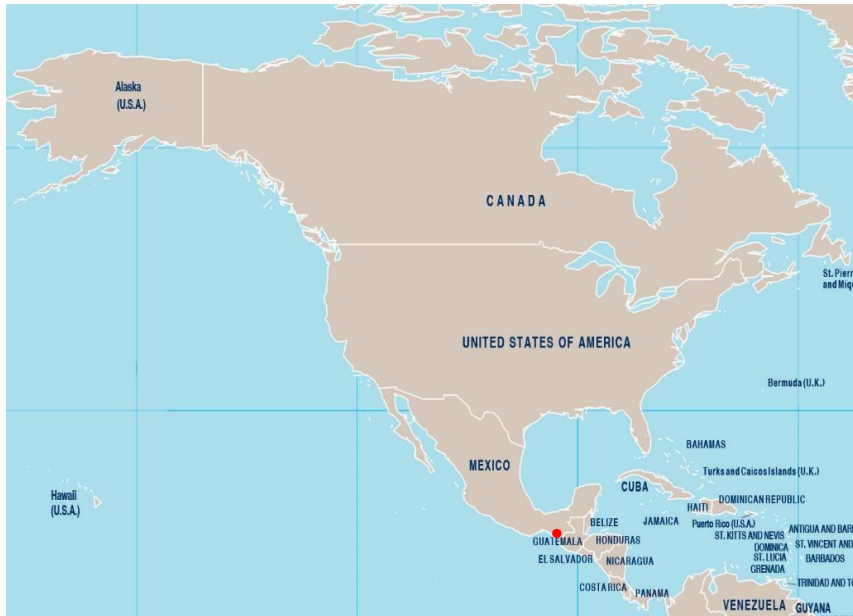 Alaska
(U.S.A.)
CANADA
St. Pierr
and Miqu
UNITED STATES OF AMERICA
Bermuda (U.K.)
BAHAMAS
MEXICO
Turks and Caicos Islands (U.K.)
CUBA
Hawaii
(U.S.A.)
DOMINICAN REPUBLIC
HAITI
BELIZE
JAMAICA
Puerto Rico (U.S.A.)
ANTIGUA AND BAR
ST. KITTS AND NEVIS
GUATEMALA
HONDURAS
DOMINICA
ST. VINCENT AND
EL SALVADOR
NICARAGUA
ST. LUCIA
BARBADOS
GRENADA
TRINIDAD AND TO
COSTA RICA
PANAMA
VENEZUELA
GUYANA